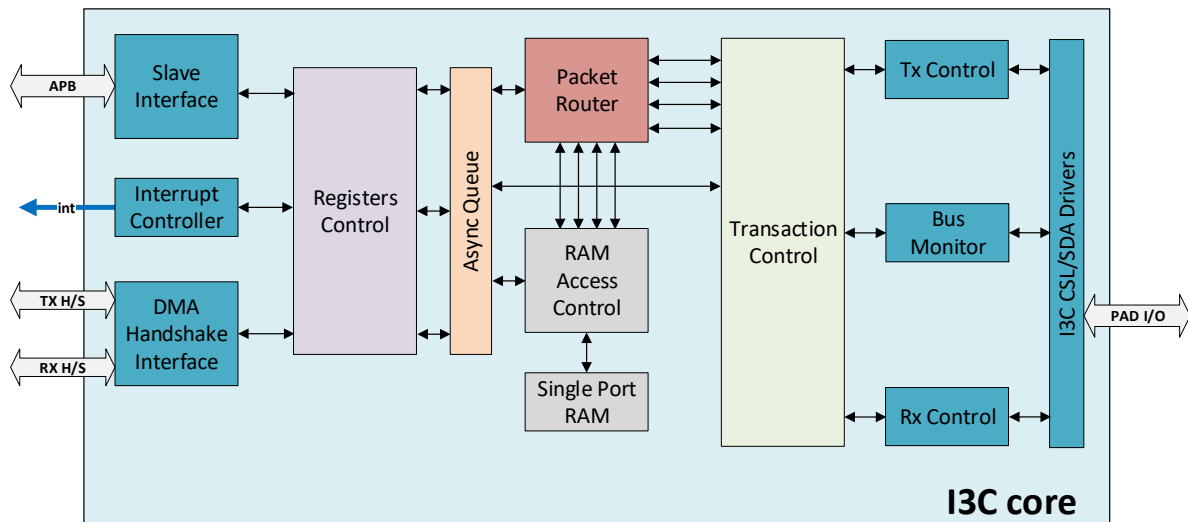 APB
Slave
Interface
int
Interrupt
Controller
TX H/S
RX H/S
DMA
Handshake
Interface
Registers
Control
Async Queue
Packet
Router
RAM
Access
Control
Single Port
RAM
Transaction
Control
Tx Control
Bus
Monitor
Rx Control
I3C CSL/SDA Drivers
PAD I/O
I3C core